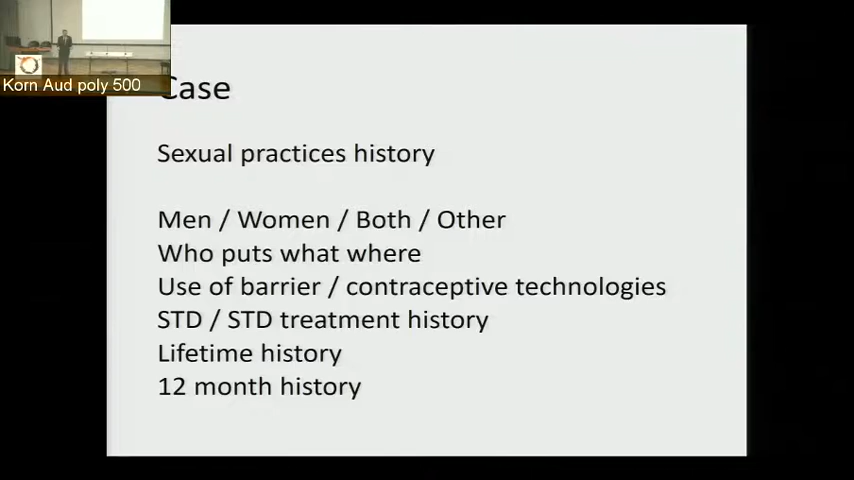 Korn Aud poly 500
Case
Sexual practices history
Men / Women / Both / Other
Who puts what where
Use of barrier / contraceptive technologies
STD / STD treatment history
Lifetime history
12 month history